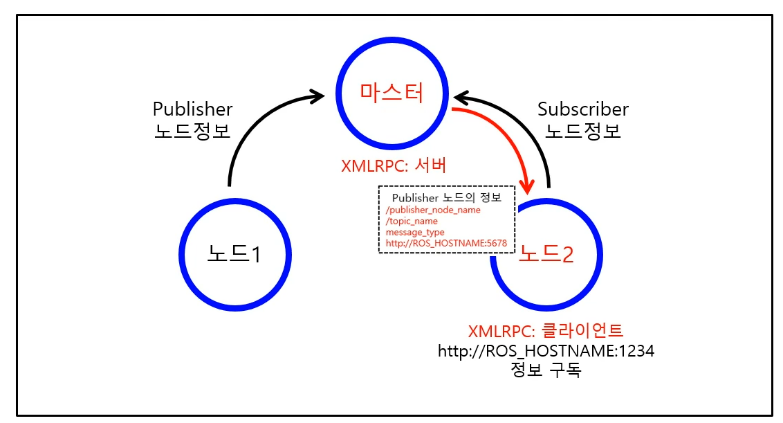 마스터
Publisher
노드정보
Subscriber
노드정보
XMLRPC: 서버
Publisher 노드의 정보
/publisher_node_name
/topic_name
message_type
http://ROS_HOSTNAME:5678
노드1
노드2
XMLRPC: 클라이언트
http://ROS_HOSTNAME:1234
정보 구독